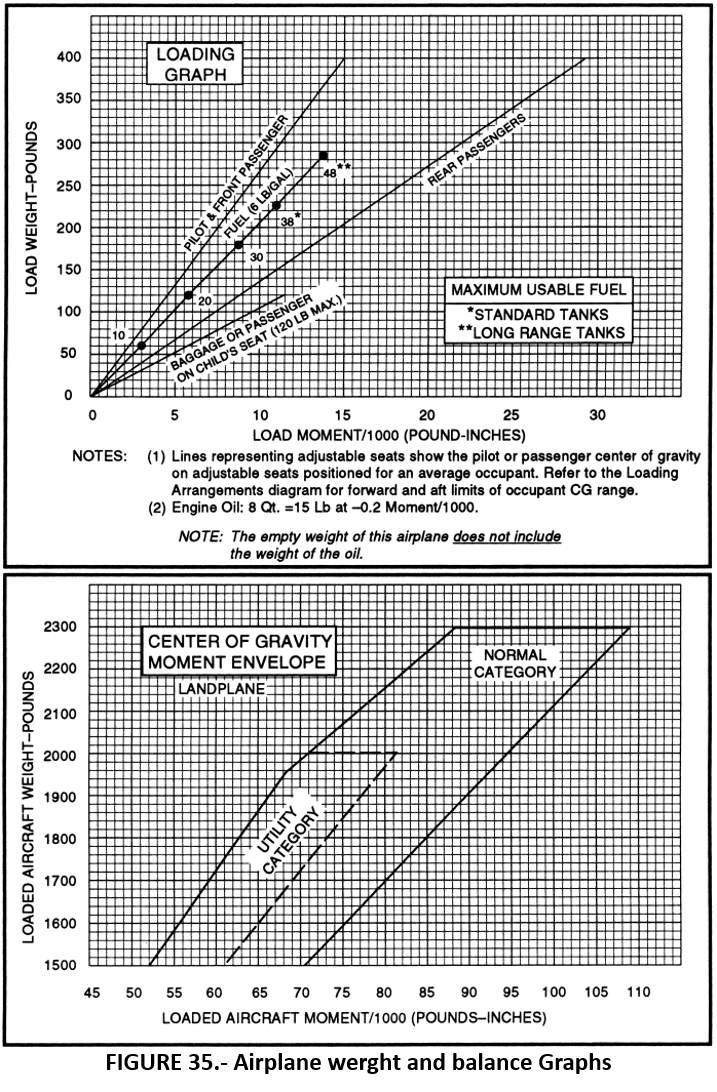 LOADING
GRAPH
LOAD WEIGHT–POUNDS
400
350
300
250
200
150
100
50
0
PILOT & FRONT PASSENGER
FUEL (6 LB/GAL)
REAR PASSENGERS
BAGGAGE OR PASSENGER
ON CHILD'S SEAT (120 LB MAX.)
10
20
30
38*
48**
MAXIMUM USABLE FUEL
*STANDARD TANKS
**LONG RANGE TANKS
0 5 10 15 20 25 30
LOAD MOMENT/1000 (POUND-INCHES)
NOTES: (1) Lines representing adjustable seats show the pilot or passenger center of gravity
on adjustable seats positioned for an average occupant. Refer to the Loading
Arrangements diagram for forward and aft limits of occupant CG range.
(2) Engine Oil: 8 Qt. =15 Lb at –0.2 Moment/1000.
NOTE: The empty weight of this airplane does not include
the weight of the oil.
CENTER OF GRAVITY
MOMENT ENVELOPE
LANDPLANE
NORMAL
CATEGORY
UTILITY
CATEGORY
LOADED AIRCRAFT WEIGHT–POUNDS
2300
2200
2100
2000
1900
1800
1700
1600
1500
45 50 55 60 65 70 75 80 85 90 95 100 105 110
LOADED AIRCRAFT MOMENT/1000 (POUNDS–INCHES)
FIGURE 35.- Airplane werght and balance Graphs